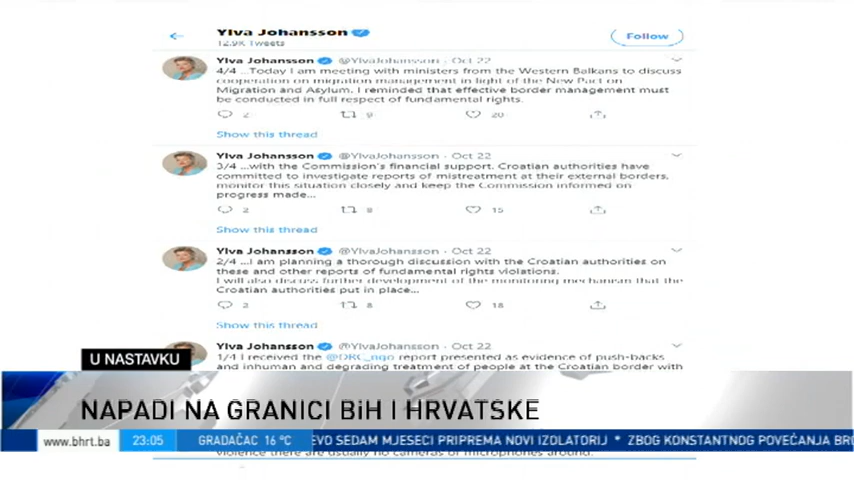 Ylva Johansson
12.9K Tweets
Follow
Ylva Johansson @YlvaJohansson · Oct 22
4/4 ...Today I am meeting with ministers from the Western Balkans to discuss
cooperation on migration management in light of the New Pact on
Migration and Asylum. I reminded that effective border management must
be conducted in full respect of fundamental rights.
2 9 20
Show this thread
Ylva Johansson @YlvaJohansson · Oct 22
3/4 ...with the Commission's financial support. Croatian authorities have
committed to investigate reports of mistreatment at their external borders,
monitor this situation closely and keep the Commission informed on
progress made...
2 8 15
Show this thread
Ylva Johansson @YlvaJohansson · Oct 22
2/4 ...I am planning a thorough discussion with the Croatian authorities on
these and other reports of fundamental rights violations.
I will also discuss further development of the monitoring mechanism that the
Croatian authorities put in place...
2 8 18
Show this thread
Ylva Johansson @YlvaJohansson · Oct 22
1/4 I received the @DRC_ngo report presented as evidence of push-backs
and inhuman and degrading treatment of people at the Croatian border with
U NASTAVKU
NAPADI NA GRANICI BiH I HRVATSKE
www.bhrt.ba 23:05 GRADAČAC 16 °C EVO SEDAM MJESECI PRIPREMA NOVI IZOLATORIJ * ZBOG KONSTANTNOG POVEĆANJA BRO
violence there are usually no cameras or microphones around.